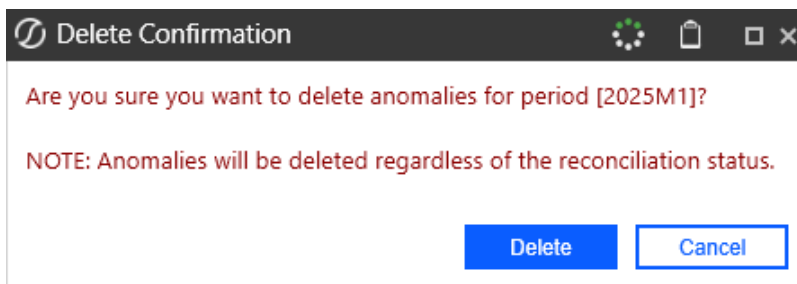 Delete Confirmation
Are you sure you want to delete anomalies for period [2025M1]?
NOTE: Anomalies will be deleted regardless of the reconciliation status.
Delete
Cancel